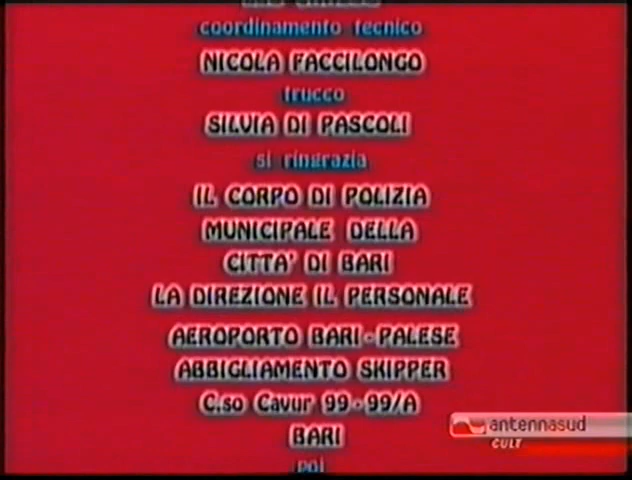 coordinamento tecnico
NICOLA FACCILONGO
trucco
SILVIA DI PASCOLI
si ringrazia
IL CORPO DI POLIZIA
MUNICIPALE DELLA
CITTA' DI BARI
LA DIREZIONE IL PERSONALE
AEROPORTO BARI-PALESE
ABBIGLIAMENTO SKIPPER
C.so Cavur 99-99/A
BARI
poi
antennasud
CULT